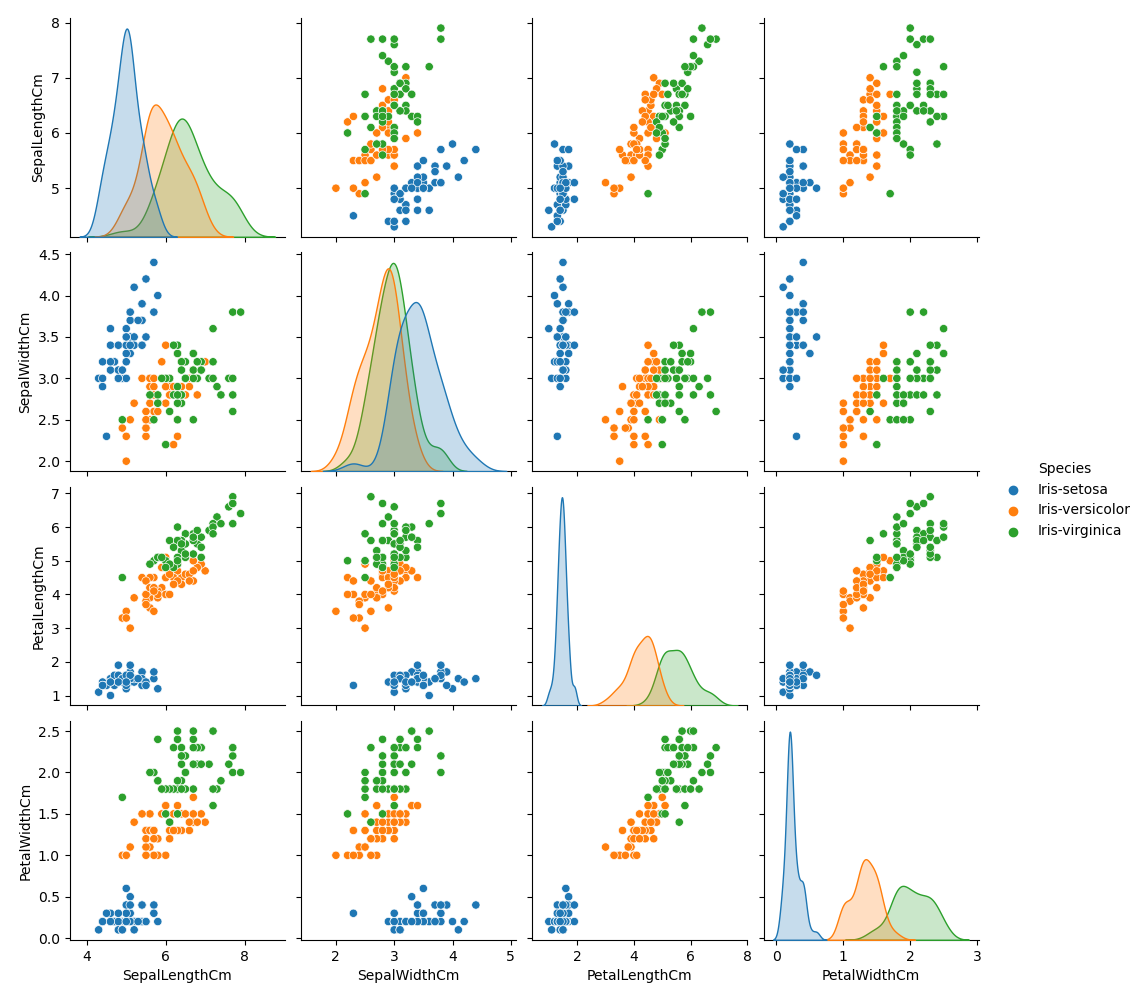 8
7
6
5
SepalLengthCm
4.5
4.0
3.5
3.0
2.5
2.0
SepalWidthCm
Species
Iris-setosa
Iris-versicolor
Iris-virginica
7
6
5
4
3
2
1
PetalLengthCm
2.5
2.0
1.5
1.0
0.5
0.0
PetalWidthCm
4 6 8
SepalLengthCm
2 3 4 5
SepalWidthCm
2 4 6 8
PetalLengthCm
0 1 2 3
PetalWidthCm